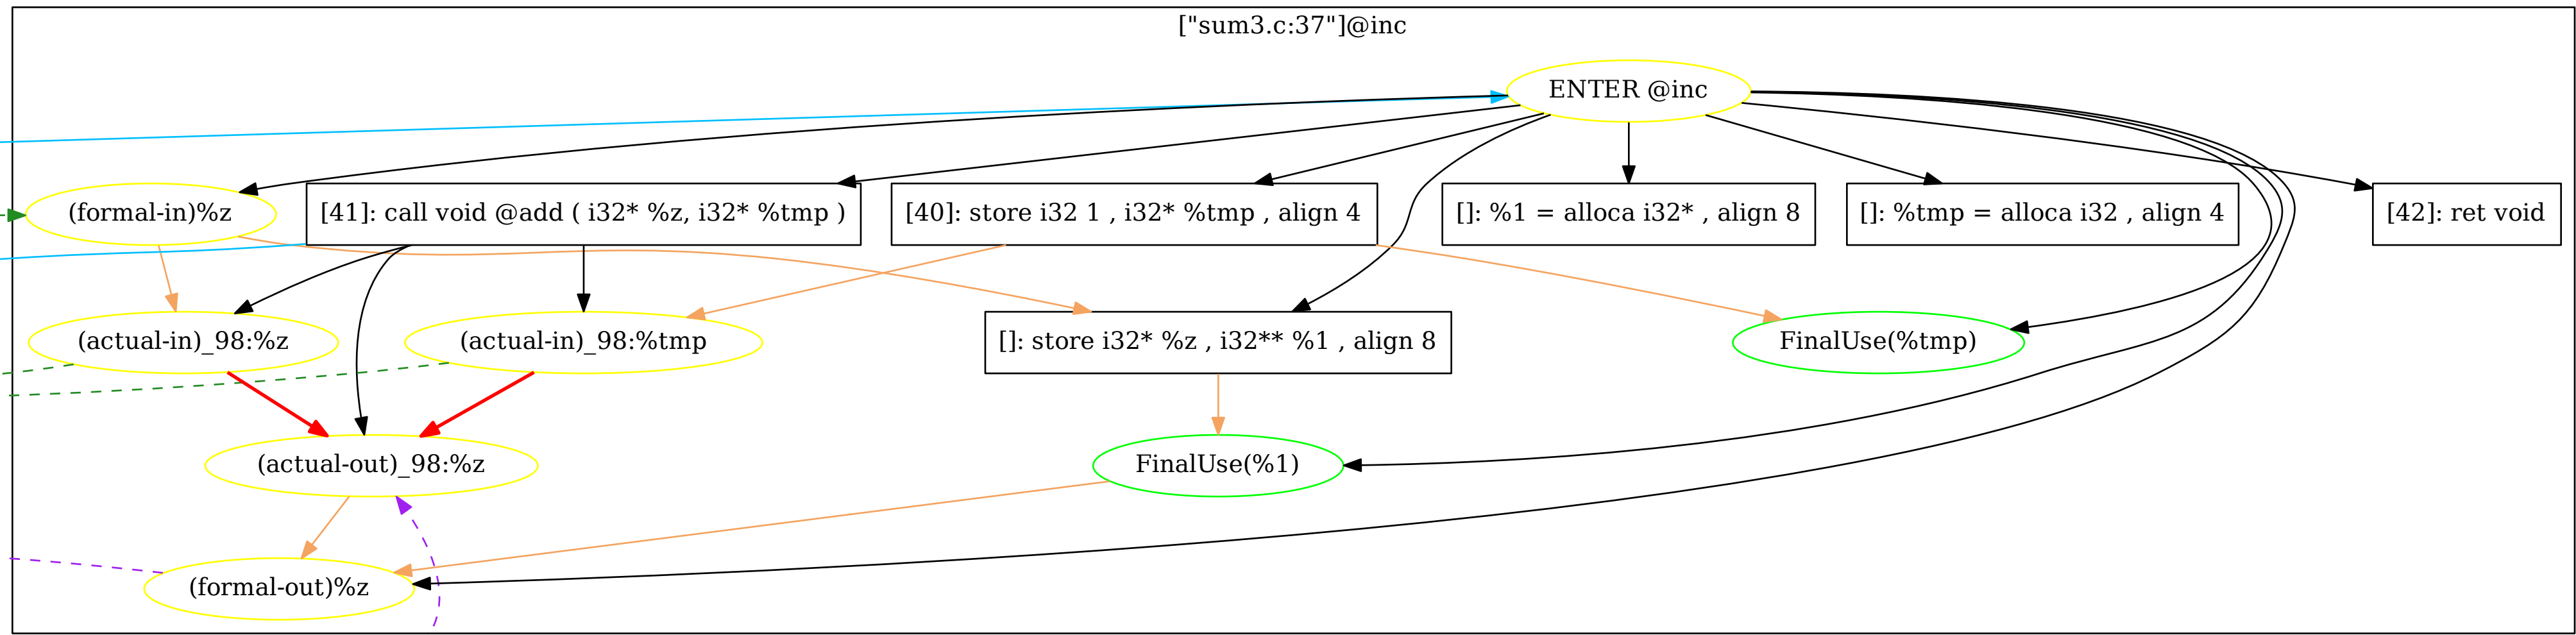 ["sum3.c:37"]@inc
ENTER @inc
(formal-in)%z
[41]: call void @add ( i32* %z, i32* %tmp )
[40]: store i32 1 , i32* %tmp , align 4
[]: %1 = alloca i32* , align 8
[]: %tmp = alloca i32 , align 4
[42]: ret void
(actual-in)_98:%z
(actual-in)_98:%tmp
[]: store i32* %z , i32** %1 , align 8
FinalUse(%tmp)
(actual-out)_98:%z
FinalUse(%1)
(formal-out)%z